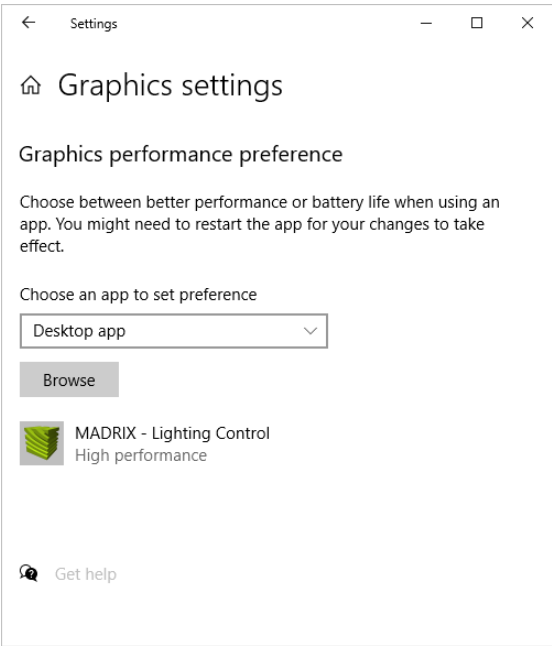 Settings
Graphics settings
Graphics performance preference
Choose between better performance or battery life when using an
app. You might need to restart the app for your changes to take
effect.
Choose an app to set preference
Desktop app
Browse
MADRIX - Lighting Control
High performance
Get help